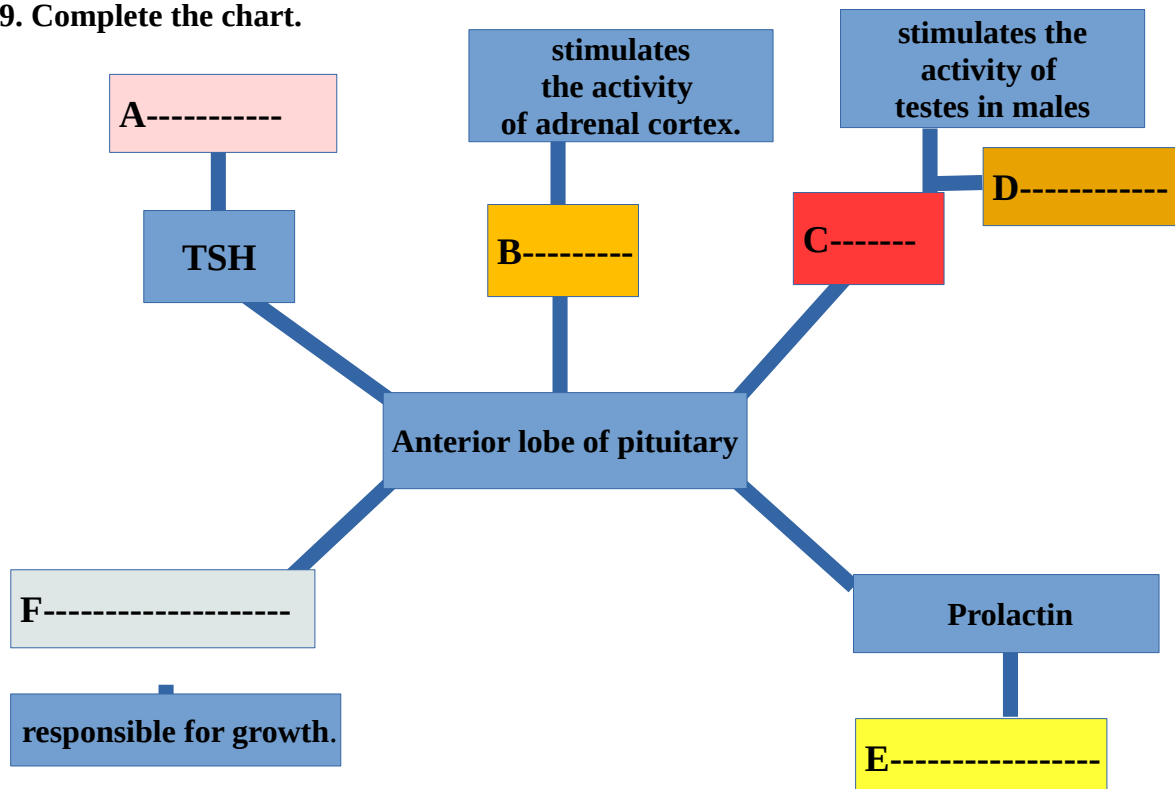 9. Complete the chart.
stimulates
the activity
of adrenal cortex.
stimulates the
activity of
testes in males
A-----------
D------------
TSH
B---------
C-------
Anterior lobe of pituitary
F--------------------
Prolactin
responsible for growth.
E-----------------